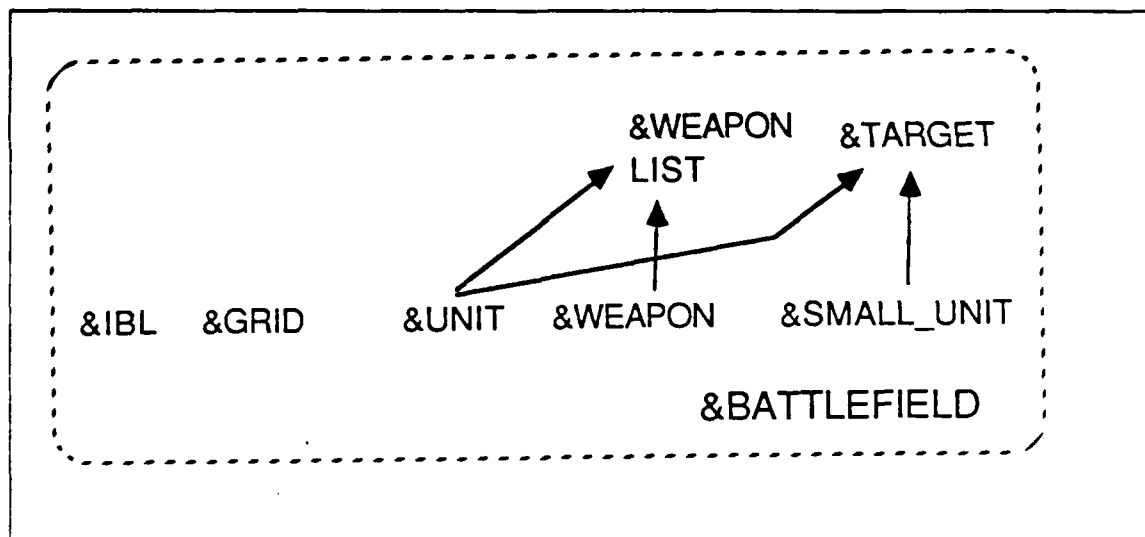 &WEAPON
LIST
&TARGET
&IBL
&GRID
&UNIT
&WEAPON
&SMALL_UNIT
&BATTLEFIELD